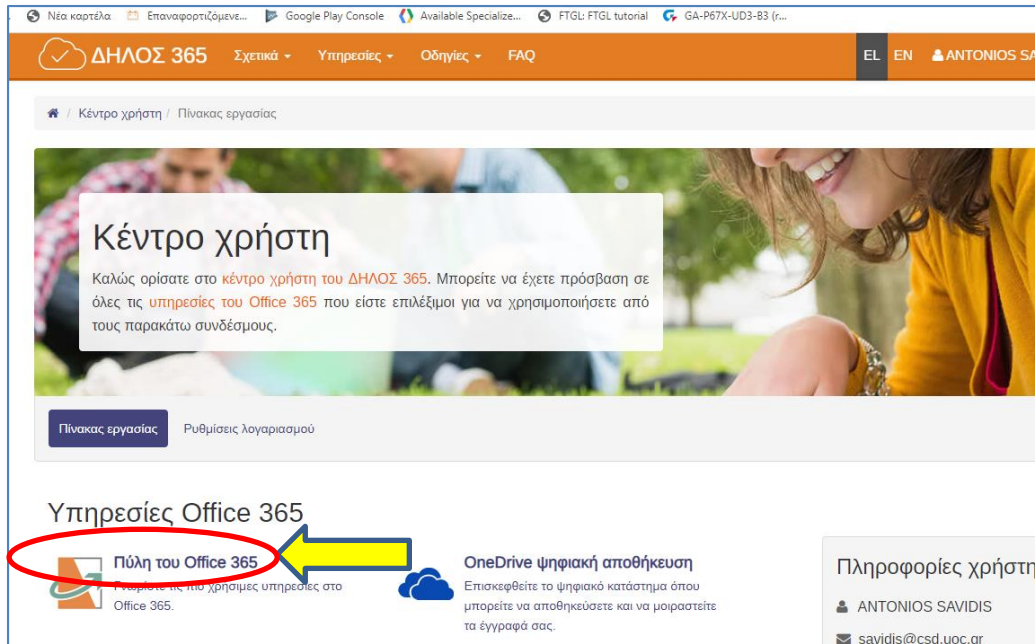 Νέα καρτέλα Επαναφορτιζόμενε... Google Play Console Available Specialize... FTGL: FTGL tutorial GA-P67X-UD3-B3 (r...
ΔΗΛΟΣ 365 Σχετικά Υπηρεσίες Οδηγίες FAQ EL EN ANTONIOS SA
/ Κέντρο χρήστη / Πίνακας εργασίας
Κέντρο χρήστη
Καλώς ορίσατε στο κέντρο χρήστη του ΔΗΛΟΣ 365. Μπορείτε να έχετε πρόσβαση σε
όλες τις υπηρεσίες του Office 365 που είστε επιλέξιμοι για να χρησιμοποιήσετε από
τους παρακάτω συνδέσμους.
Πίνακας εργασίας Ρυθμίσεις λογαριασμού
Υπηρεσίες Office 365
Πύλη του Office 365
Γνωρίστε τις πιο χρήσιμες υπηρεσίες στο
Office 365.
OneDrive ψηφιακή αποθήκευση
Επισκεφθείτε το ψηφιακό κατάστημα όπου
μπορείτε να αποθηκεύσετε και να μοιραστείτε
τα έγγραφά σας.
Πληροφορίες χρήστη
ANTONIOS SAVIDIS
savidis@csd.uoc.gr